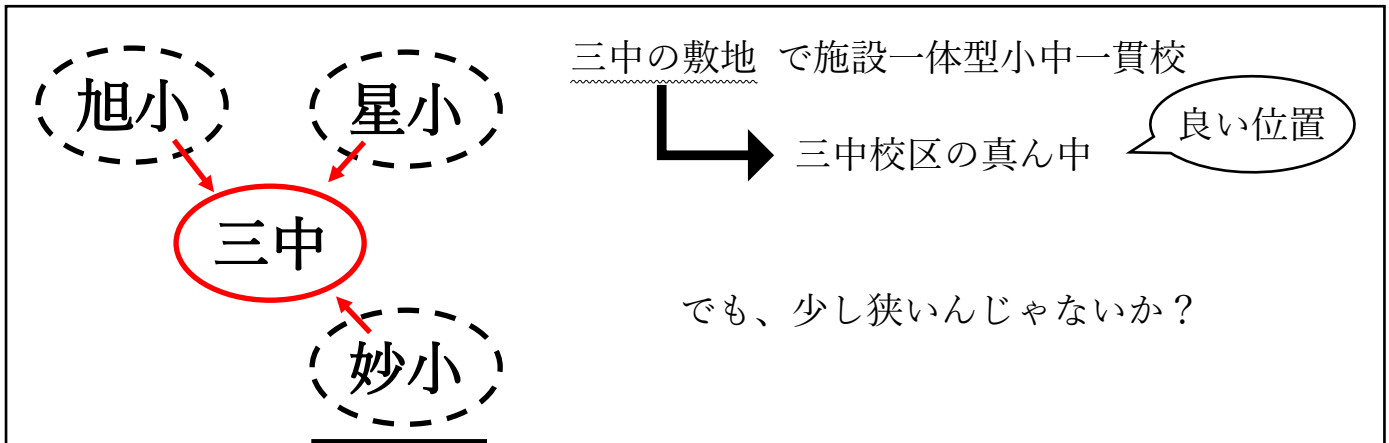 旭小
星小
三中
妙小
三中の敷地 で施設一体型小中一貫校
三中校区の真ん中
良い位置
でも、少し狭いんじゃないか？